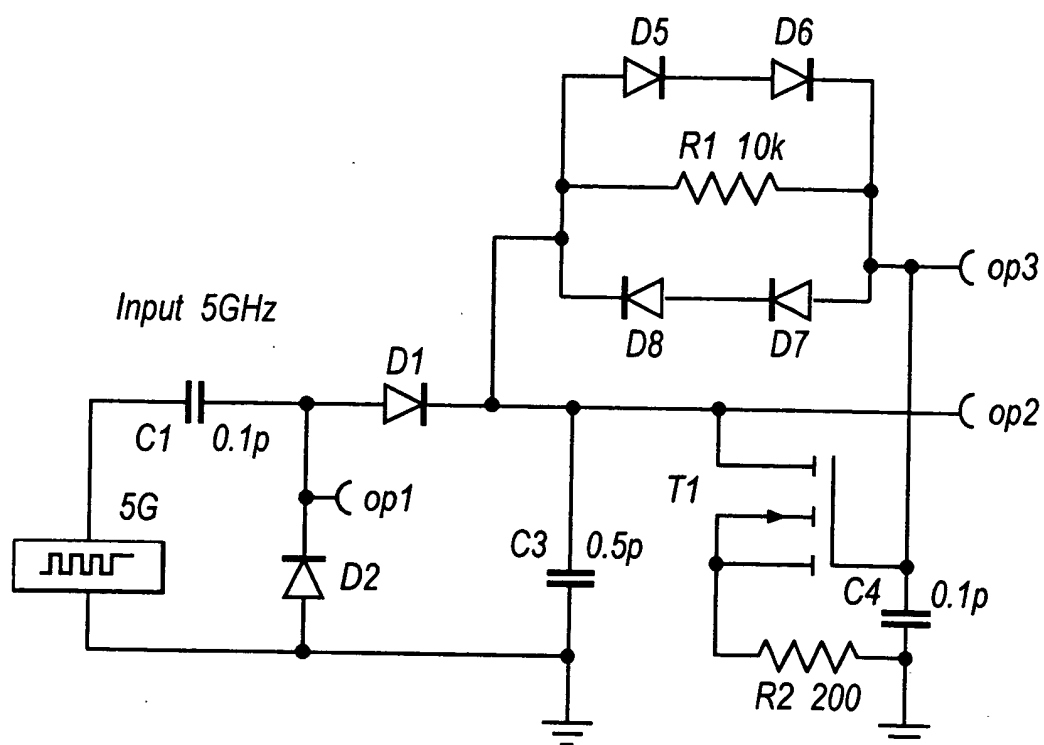 D5 D6
R1 10k
op3
Input 5GHz
D8 D7
D1
op2
C1 0.1p
T1
5G
op1
C3 0.5p
D2
C4 0.1p
R2 200